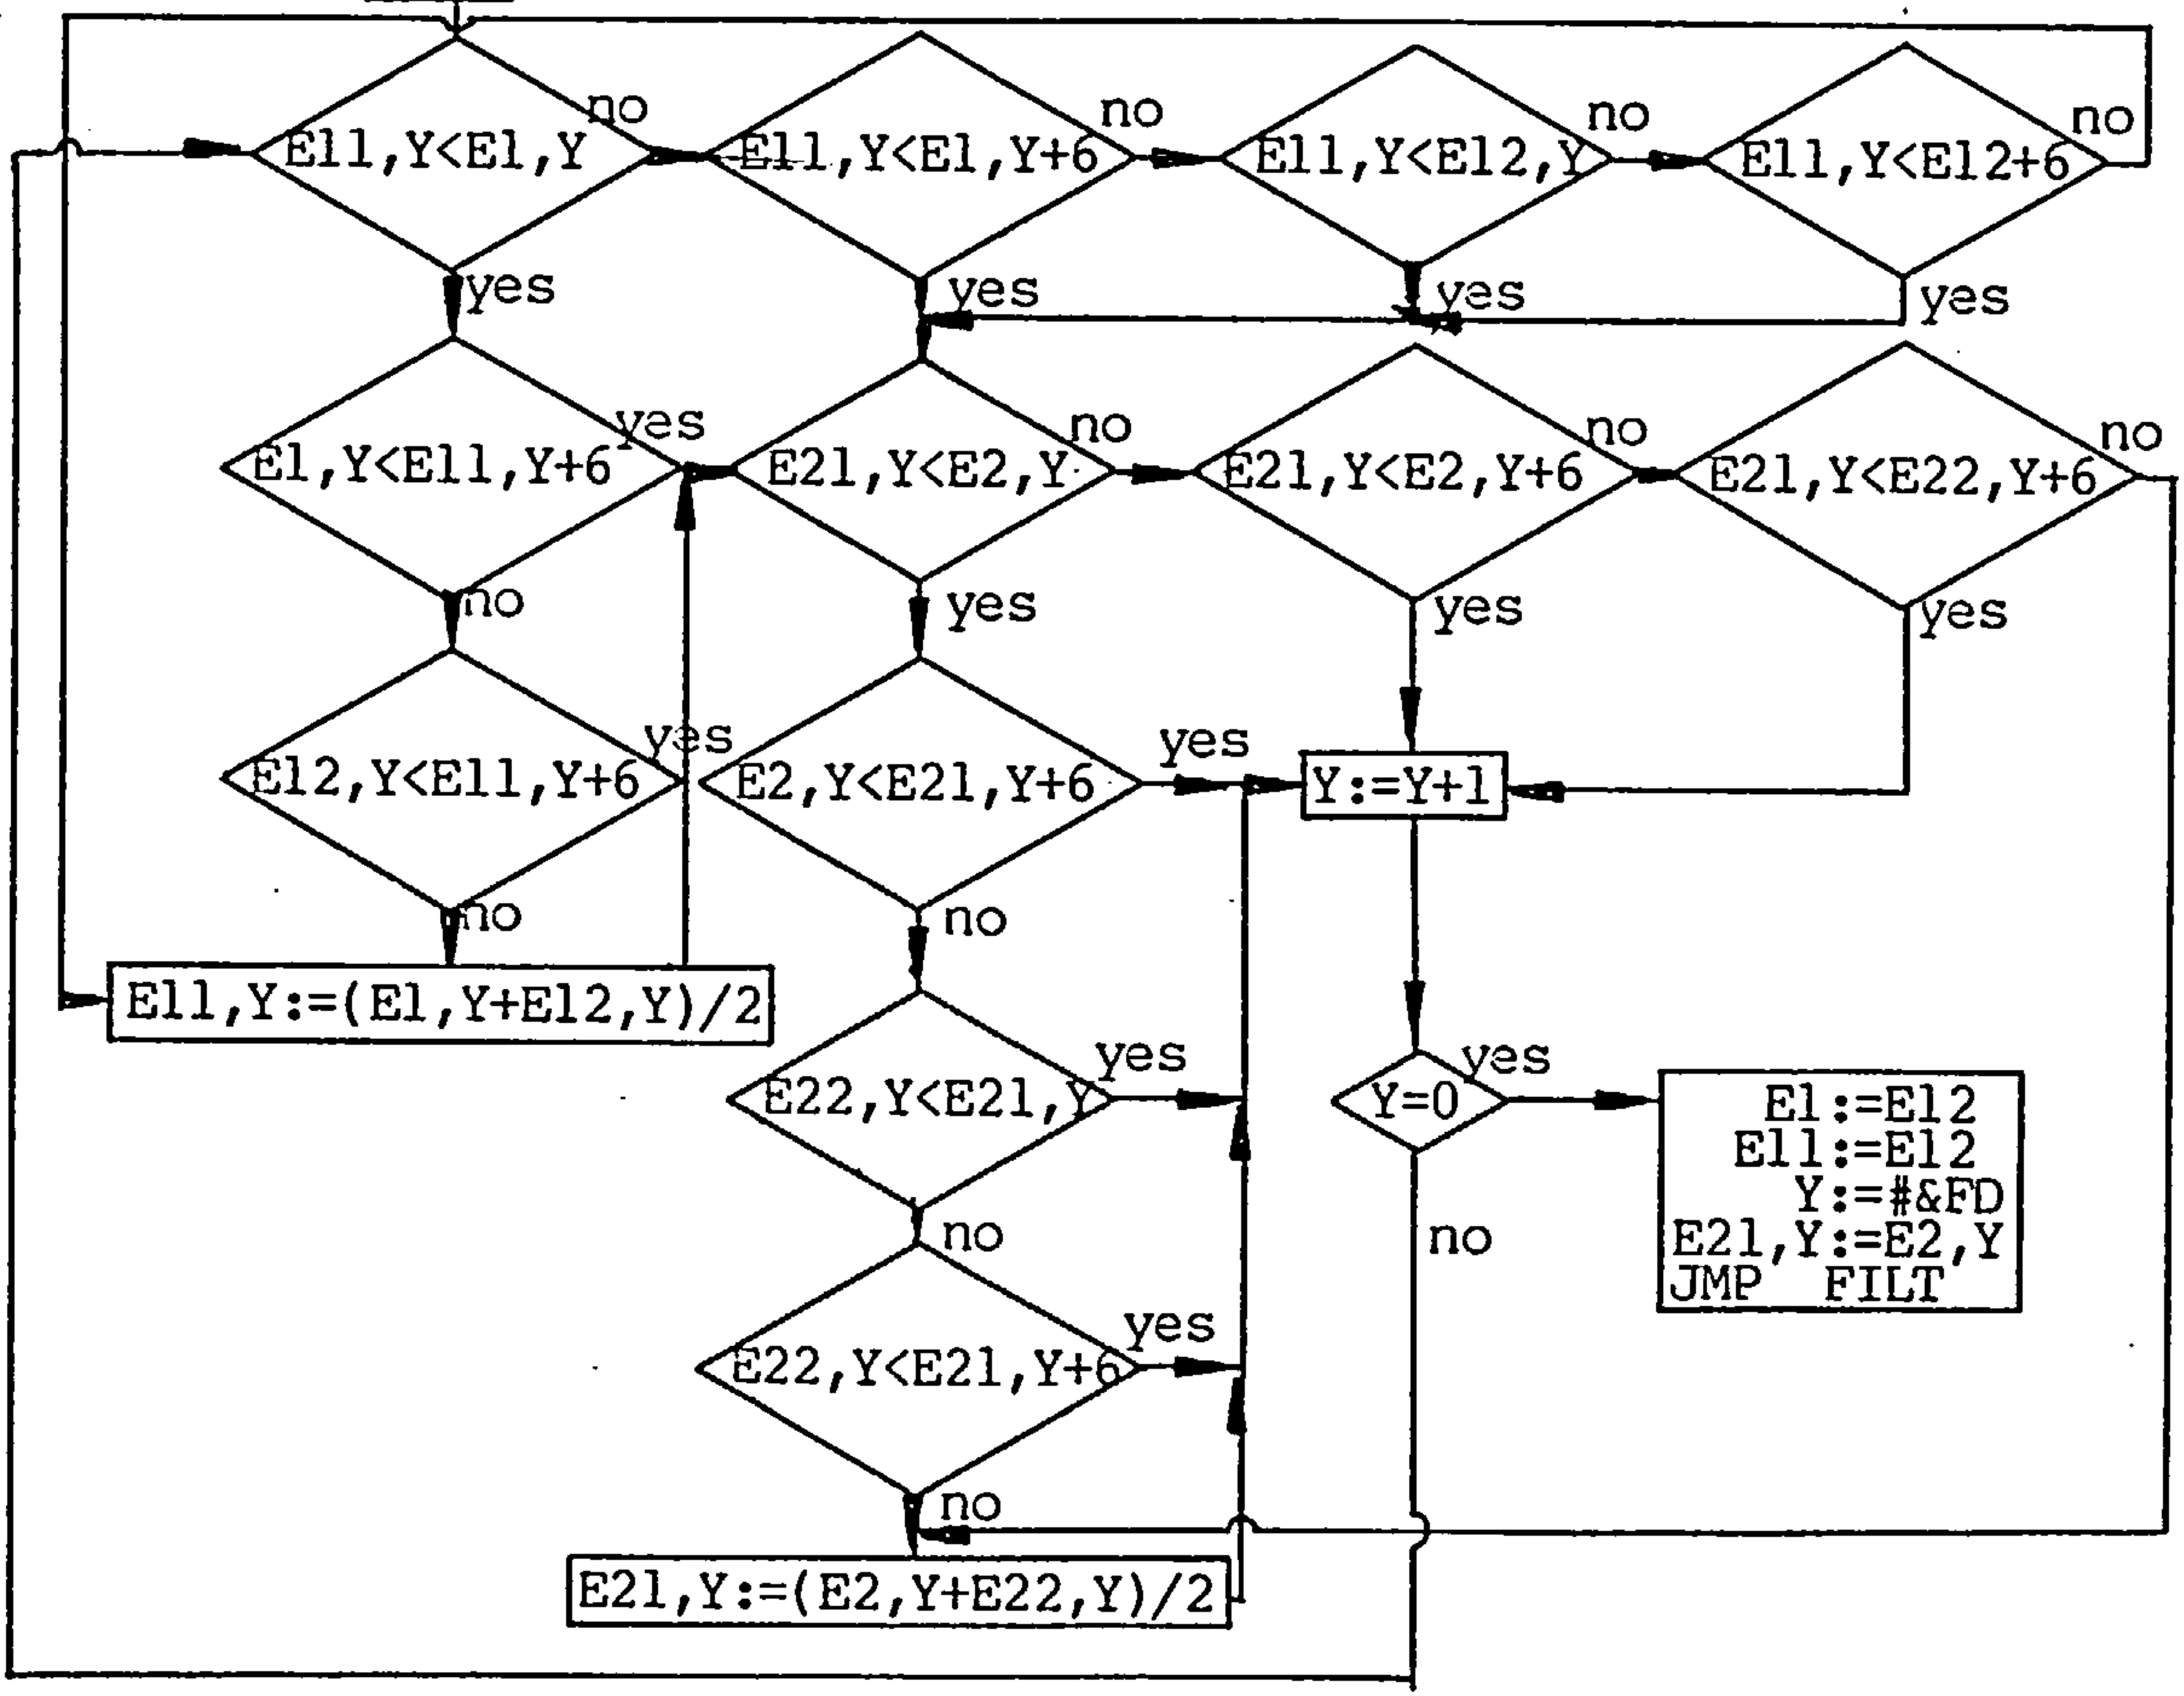 no
no
no
no
E11,Y<E1,Y
E11,Y<E1,Y+6
E11,Y<E12,Y
E11,Y<E12+6
yes
yes
yes
yes
yes
no
no
no
E1,Y<E11,Y+6
E21,Y<E2,Y
E21,Y<E2,Y+6
E21,Y<E22,Y+6
no
yes
yes
yes
yes
yes
E12,Y<E11,Y+6
E2,Y<E21,Y+6
Y:=Y+1
no
no
E11,Y:=(E1,Y+E12,Y)/2
yes
yes
E22,Y<E21,Y
Y=0
E1:=E12
E11:=E12
Y:=#&FD
E21,Y:=E2,Y
JMP FILT
no
no
yes
E22,Y<E21,Y+6
no
E21,Y:=(E2,Y+E22,Y)/2